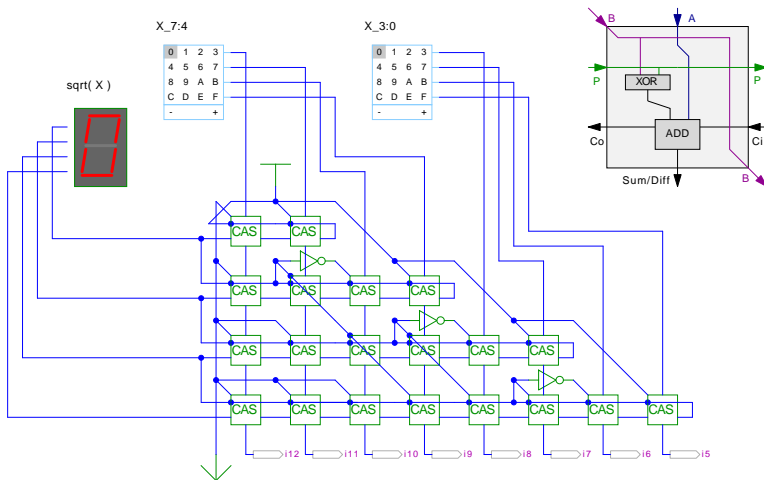 X_7:4
0 1 2 3
4 5 6 7
8 9 A B
C D E F
- +
X_3:0
0 1 2 3
4 5 6 7
8 9 A B
C D E F
- +
sqrt( X )
B A
P XOR P
ADD
Co Ci
Sum/Diff B
CAS CAS
CAS CAS CAS CAS
CAS CAS CAS CAS CAS CAS
CAS CAS CAS CAS CAS CAS CAS CAS
i12 i11 i10 i9 i8 i7 i6 i5